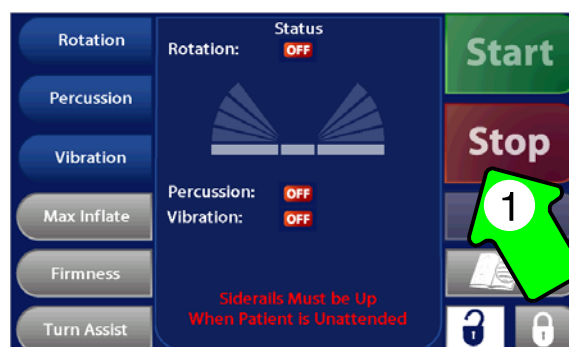 Rotation
Percussion
Vibration
Max Inflate
Firmness
Turn Assist
Status
Rotation: OFF
Percussion: OFF
Vibration: OFF
Siderails Must be Up
When Patient is Unattended
Start
Stop
1